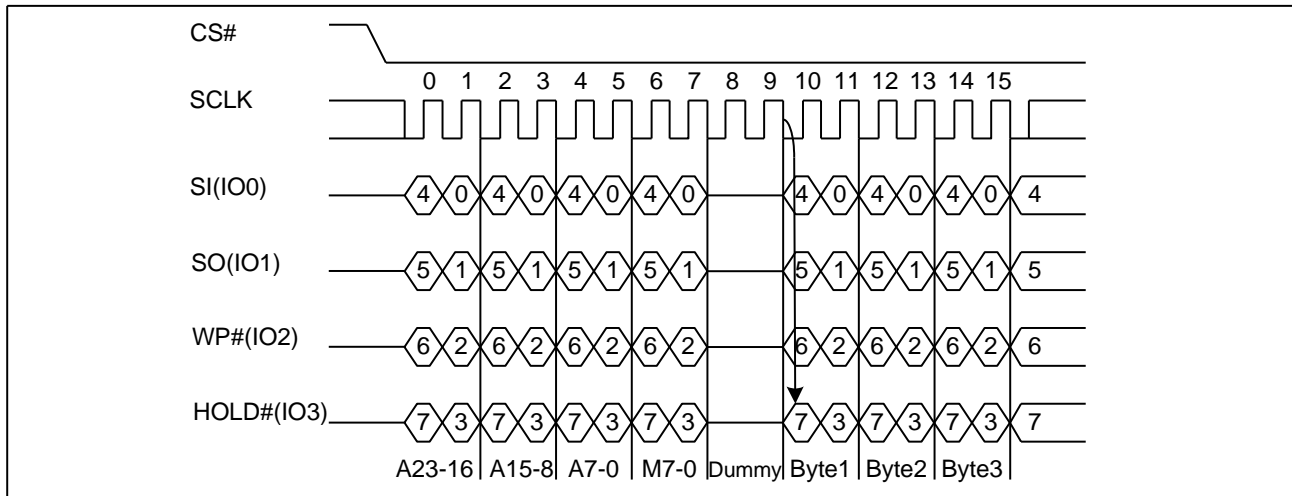 CS#
0 1 2 3 4 5 6 7 8 9 10 11 12 13 14 15
SCLK
SI(IO0) 4 0 4 0 4 0 4 0 4 0 4 0 4 0 4
SO(IO1) 5 1 5 1 5 1 5 1 5 1 5 1 5 1 5
WP#(IO2) 6 2 6 2 6 2 6 2 6 2 6 2 6 2 6
HOLD#(IO3) 7 3 7 3 7 3 7 3 7 3 7 3 7 3 7
A23-16 A15-8 A7-0 M7-0 Dummy Byte1 Byte2 Byte3